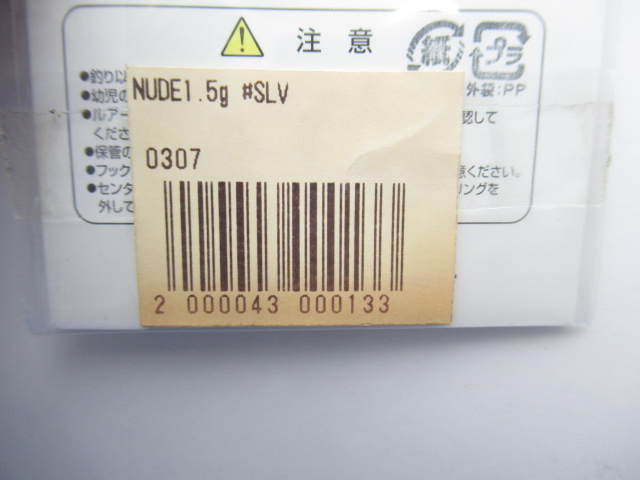 注意
紙
プラ
外袋:PP
●釣り以
●幼児の
●ルアー
認して
くださ
●保管の
●フック
意ください。
●センタ
リングを
外して
NUDE1.5g #SLV
0307
2 000043 000133